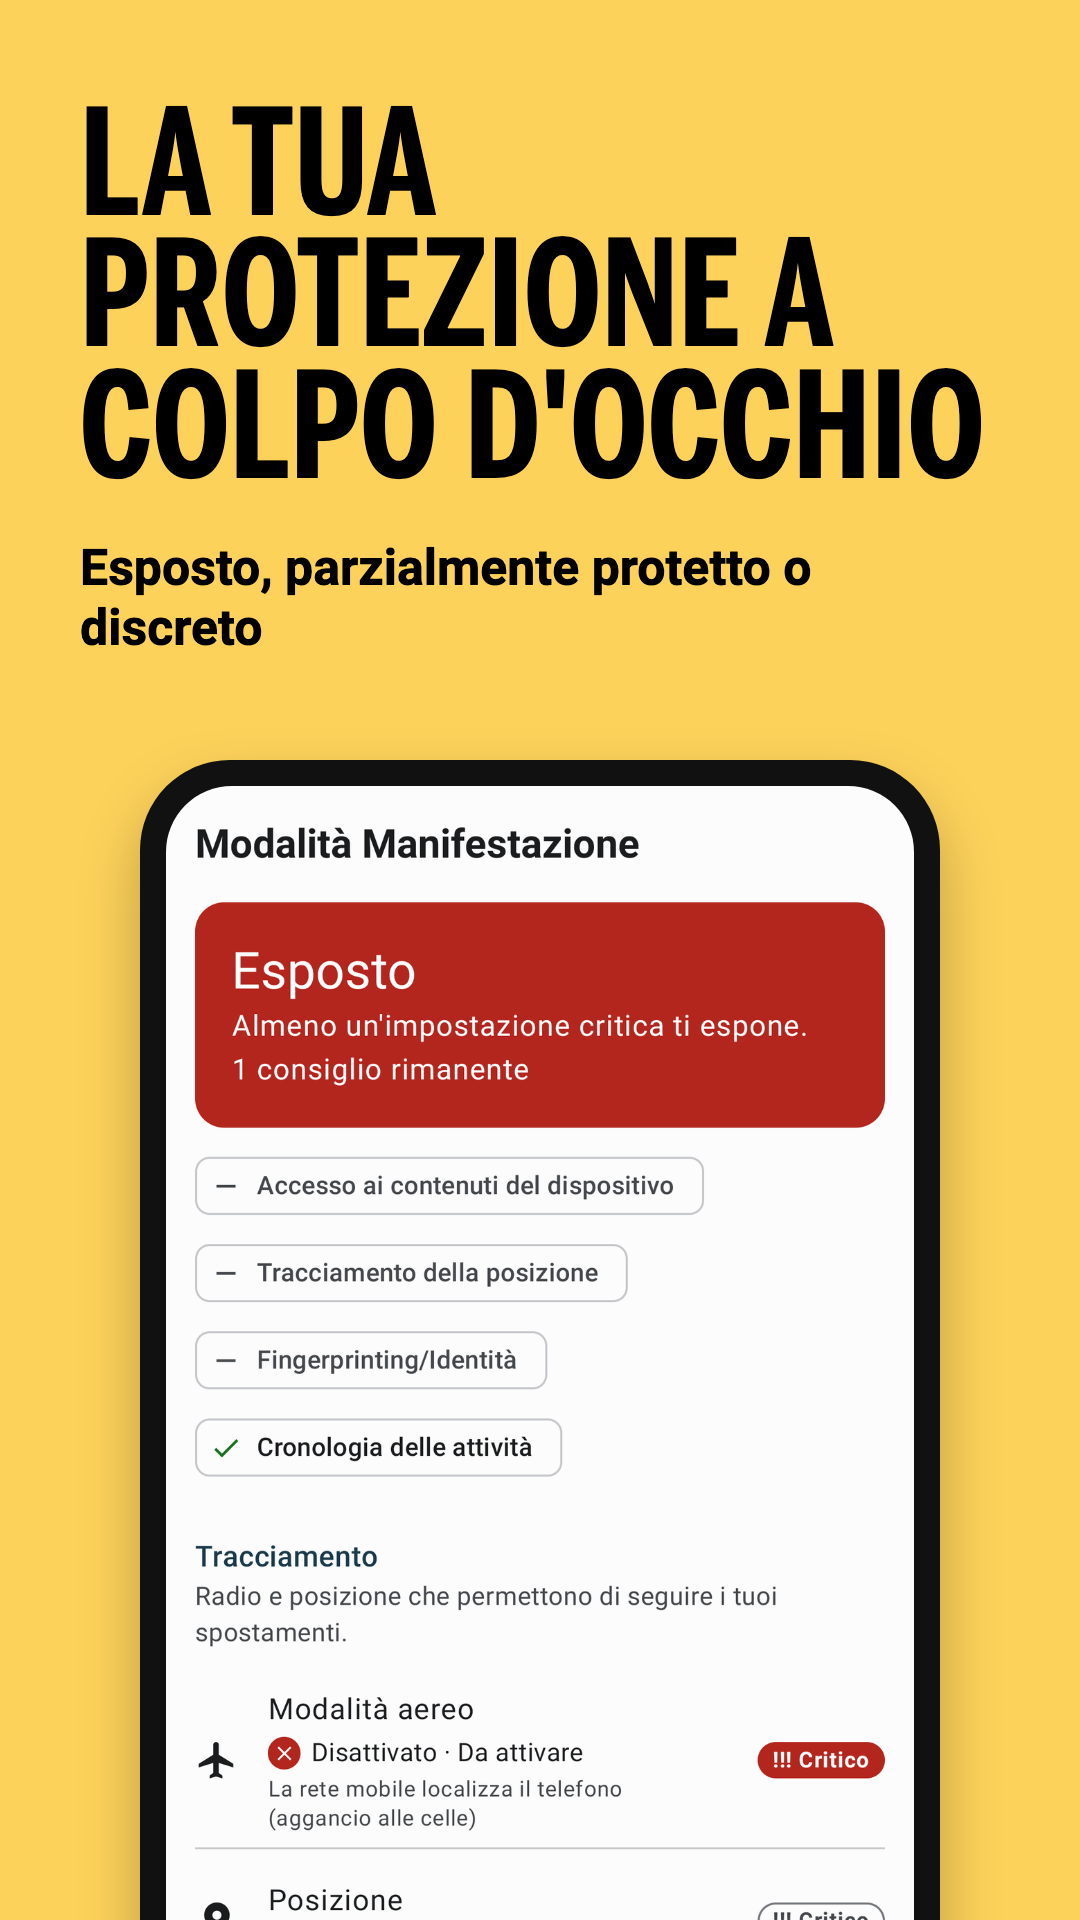 LA TUA
PROTEZIONE A
COLPO D'OCCHIO
Esposto, parzialmente protetto o
discreto
Modalità Manifestazione
Esposto
Almeno un'impostazione critica ti espone.
1 consiglio rimanente
Accesso ai contenuti del dispositivo
Tracciamento della posizione
Fingerprinting/Identità
Cronologia delle attività
Tracciamento
Radio e posizione che permettono di seguire i tuoi
spostamenti.
Modalità aereo
Disattivato · Da attivare
!!! Critico
La rete mobile localizza il telefono
(aggancio alle celle)
Posizione
!!! Critico